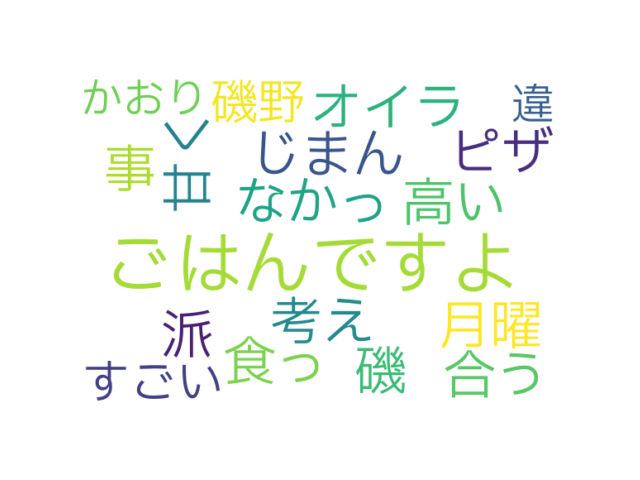 かおり 磯野 オイラ 違
事 甘く じまん ピザ
なかっ 高い
ごはんですよ
派 考え 月曜
すごい 食っ 磯 合う